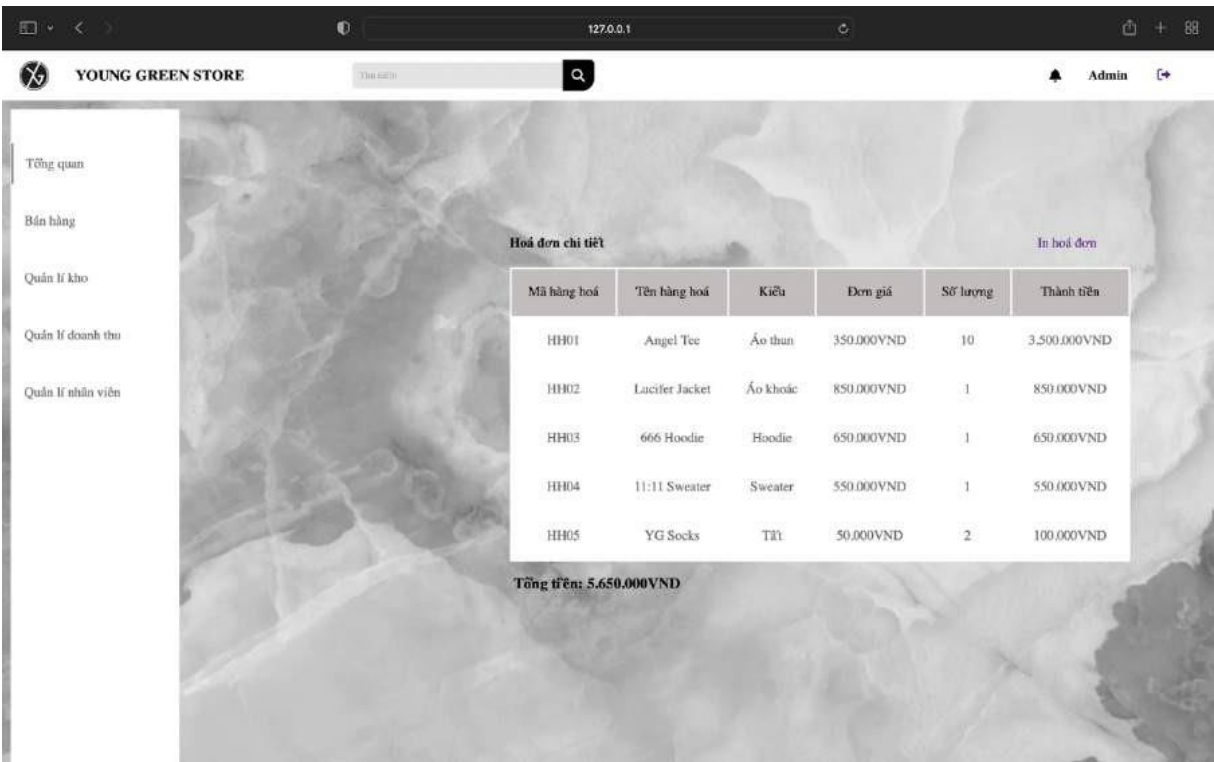 127.0.0.1
YOUNG GREEN STORE
Tìm kiếm
Admin
Tổng quan
Bán hàng
Quản lí kho
Quản lí doanh thu
Quản lí nhân viên
Hoá đơn chi tiết
In hoá đơn
Mã hàng hoá Tên hàng hoá Kiểu Đơn giá Số lượng Thành tiền
HH01 Angel Tee Áo thun 350.000VND 10 3.500.000VND
HH02 Lucifer Jacket Áo khoác 850.000VND 1 850.000VND
HH03 666 Hoodie Hoodie 650.000VND 1 650.000VND
HH04 11:11 Sweater Sweater 550.000VND 1 550.000VND
HH05 YG Socks Tất 50.000VND 2 100.000VND
Tổng tiền: 5.650.000VND